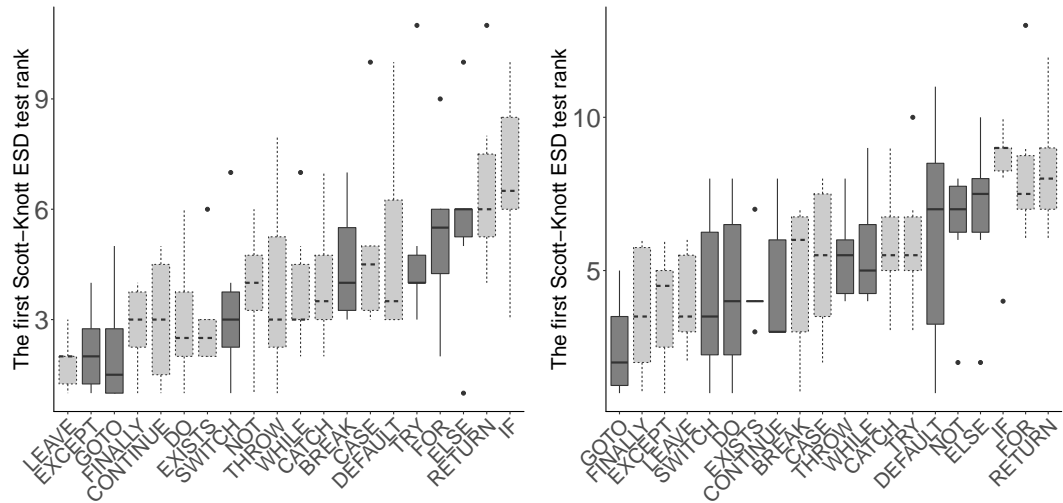 The first Scott−Knott ESD test rank
9
6
3
LEAVE
EXCEPT
GOTO
FINALLY
CONTINUE
DO
EXISTS
SWITCH
NOT
THROW
WHILE
CATCH
BREAK
CASE
DEFAULT
TRY
FOR
ELSE
RETURN
IF
The first Scott−Knott ESD test rank
10
5
GOTO
FINALLY
EXCEPT
LEAVE
SWITCH
DO
EXISTS
CONTINUE
BREAK
CASE
THROW
WHILE
CATCH
TRY
DEFAULT
NOT
ELSE
IF
FOR
RETURN